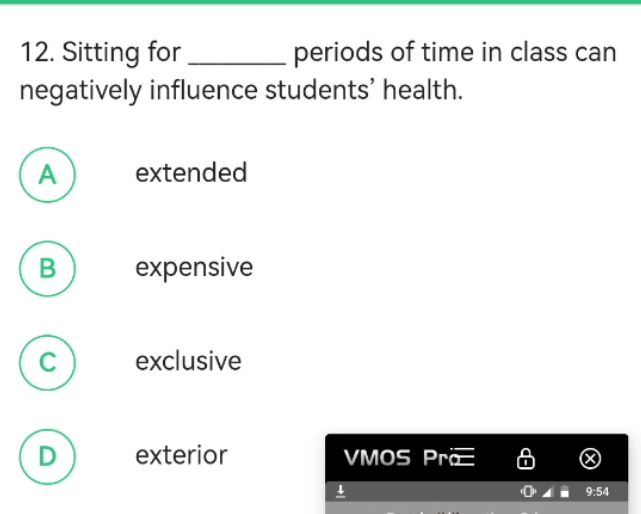 12. Sitting for ________ periods of time in class can
negatively influence students’ health.
A extended
B expensive
C exclusive
D exterior
VMOS Pro
9:54